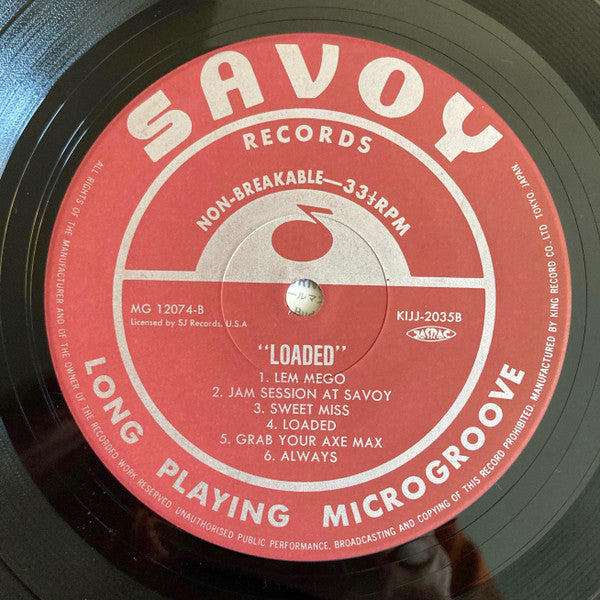 SAVOY
RECORDS
NON-BREAKABLE—33⅓RPM
MG 12074-B
Licensed by SJ Records, U.S.A
KIJJ-2035B
JASRAC
"LOADED"
1. LEM MEGO
2. JAM SESSION AT SAVOY
3. SWEET MISS
4. LOADED
5. GRAB YOUR AXE MAX
6. ALWAYS
LONG PLAYING MICROGROOVE
ALL RIGHTS OF THE MANUFACTURER AND OF THE OWNER OF THE RECORDED WORK RESERVED. UNAUTHORISED PUBLIC PERFORMANCE, BROADCASTING AND COPYING OF THIS RECORD PROHIBITED. MANUFACTURED BY KING RECORD CO., LTD. TOKYO, JAPAN.